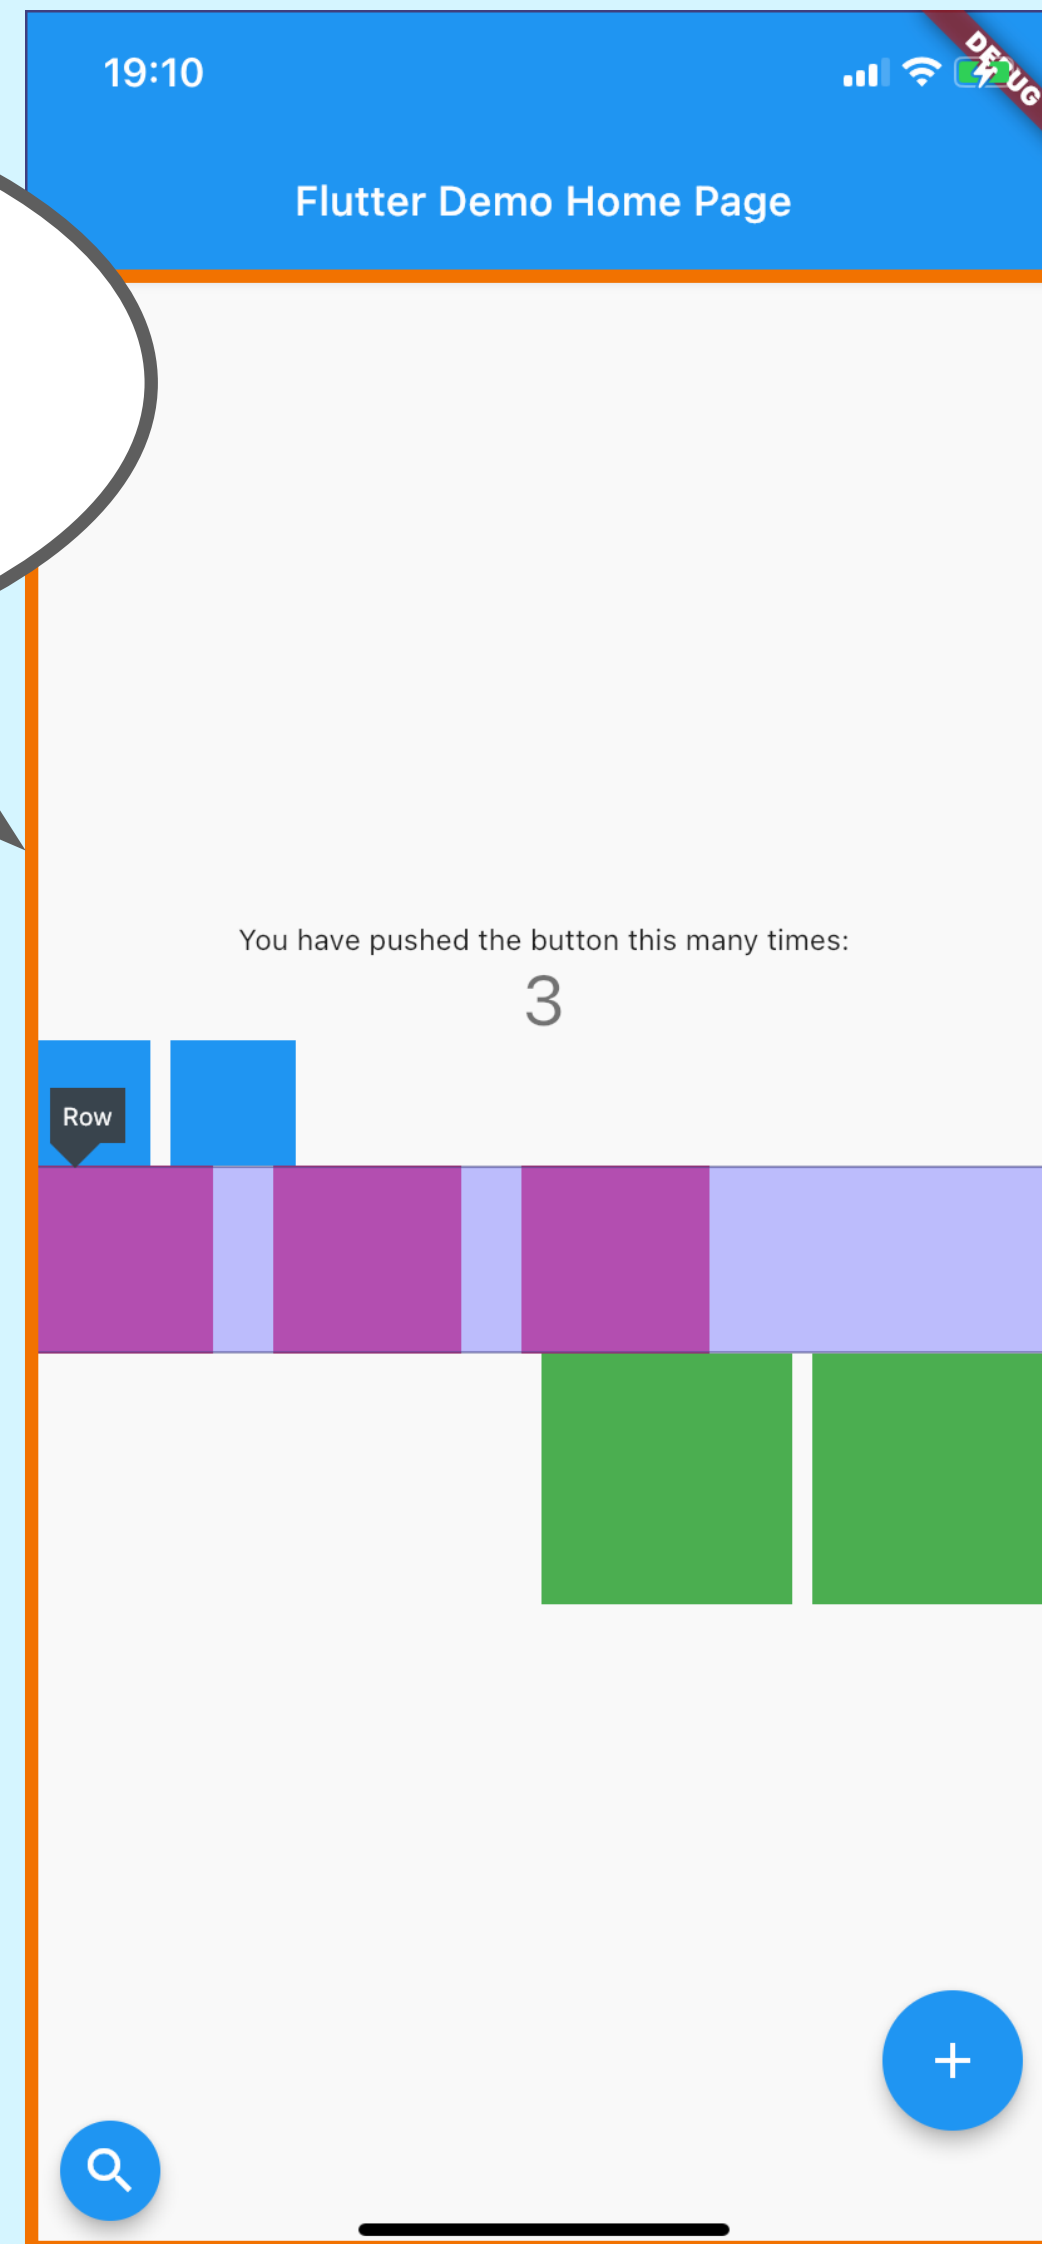 19:10
DEBUG
Flutter Demo Home Page
You have pushed the button this many times:
3
Row